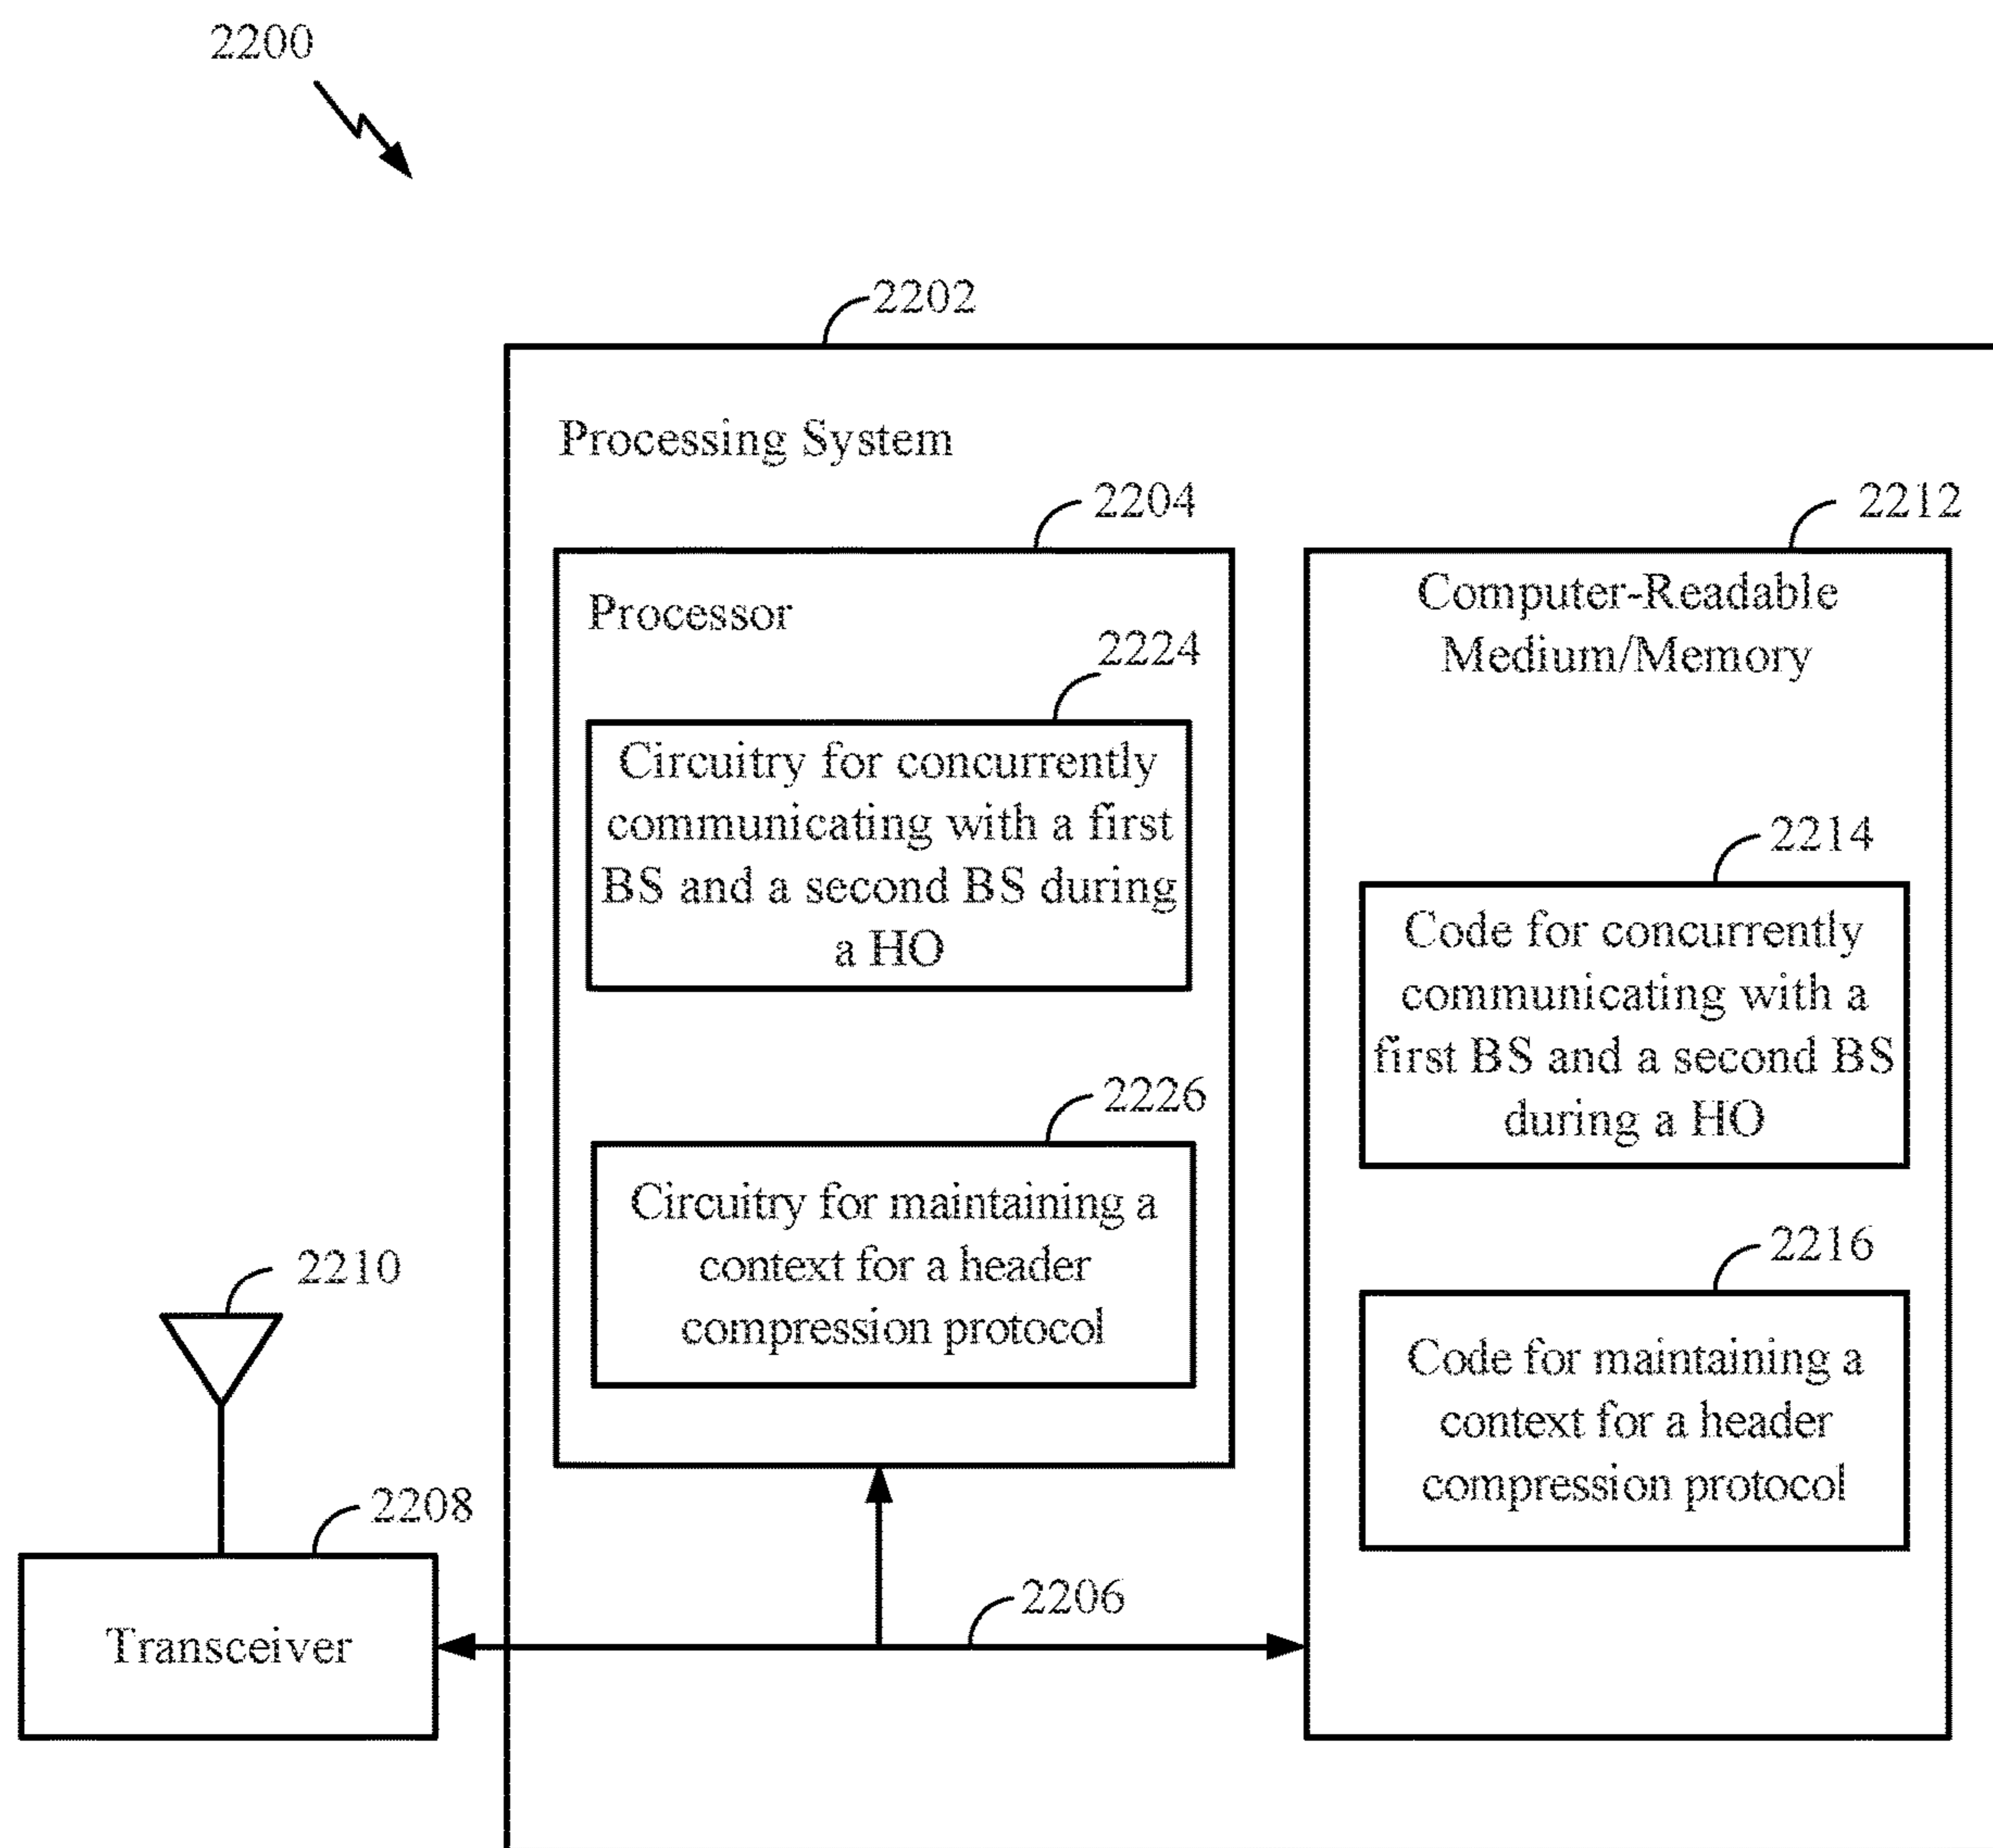 2200
2202
Processing System
2204
2212
Processor
Computer-Readable
Medium/Memory
2224
Circuitry for concurrently
communicating with a first
BS and a second BS during
a HO
2214
Code for concurrently
communicating with a
first BS and a second BS
during a HO
2226
Circuitry for maintaining a
context for a header
compression protocol
2216
Code for maintaining a
context for a header
compression protocol
2210
2208
Transceiver
2206